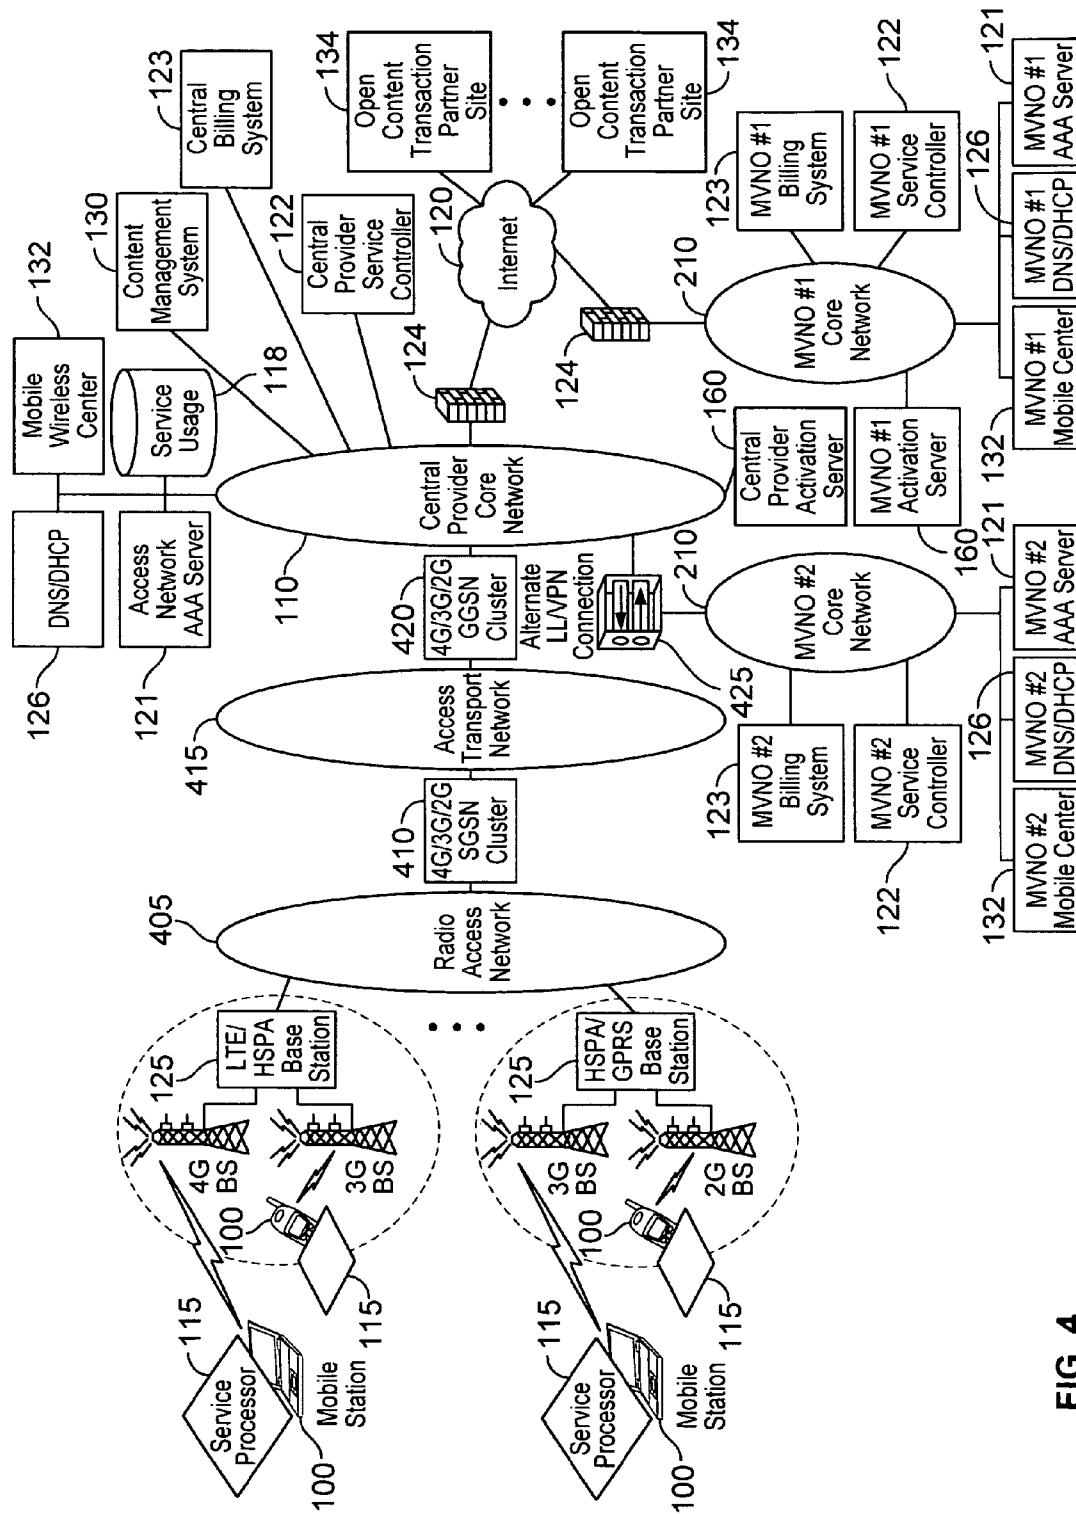 126
DNS/DHCP
Mobile
Wireless
Center
132
121
Access
Network
AAA Server
Service
Usage
118
Content
Management
System
130
Central
Billing
System
123
Central
Provider
Service
Controller
122
Open
Content
Transaction
Partner
Site
134
Open
Content
Transaction
Partner
Site
134
Internet
120
124
124
Service
Processor
115
Mobile
Station
100
100
115
4G
BS
3G
BS
125
LTE/
HSPA
Base
Station
Service
Processor
115
Mobile
Station
100
100
115
3G
BS
2G
BS
125
HSPA/
GPRS
Base
Station
405
Radio
Access
Network
410
4G/3G/2G
SGSN
Cluster
415
Access
Transport
Network
420
4G/3G/2G
GGSN
Cluster
110
Central
Provider
Core
Network
Alternate
LL/VPN
Connection
425
Central
Provider
Activation
Server
160
210
MVNO #2
Core
Network
123
MVNO #2
Billing
System
122
MVNO #2
Service
Controller
132
MVNO #2
Mobile Center
126
MVNO #2
DNS/DHCP
121
MVNO #2
AAA Server
210
MVNO #1
Core
Network
160
MVNO #1
Activation
Server
123
MVNO #1
Billing
System
122
MVNO #1
Service
Controller
132
MVNO #1
Mobile Center
126
MVNO #1
DNS/DHCP
121
MVNO #1
AAA Server
FIG. 4